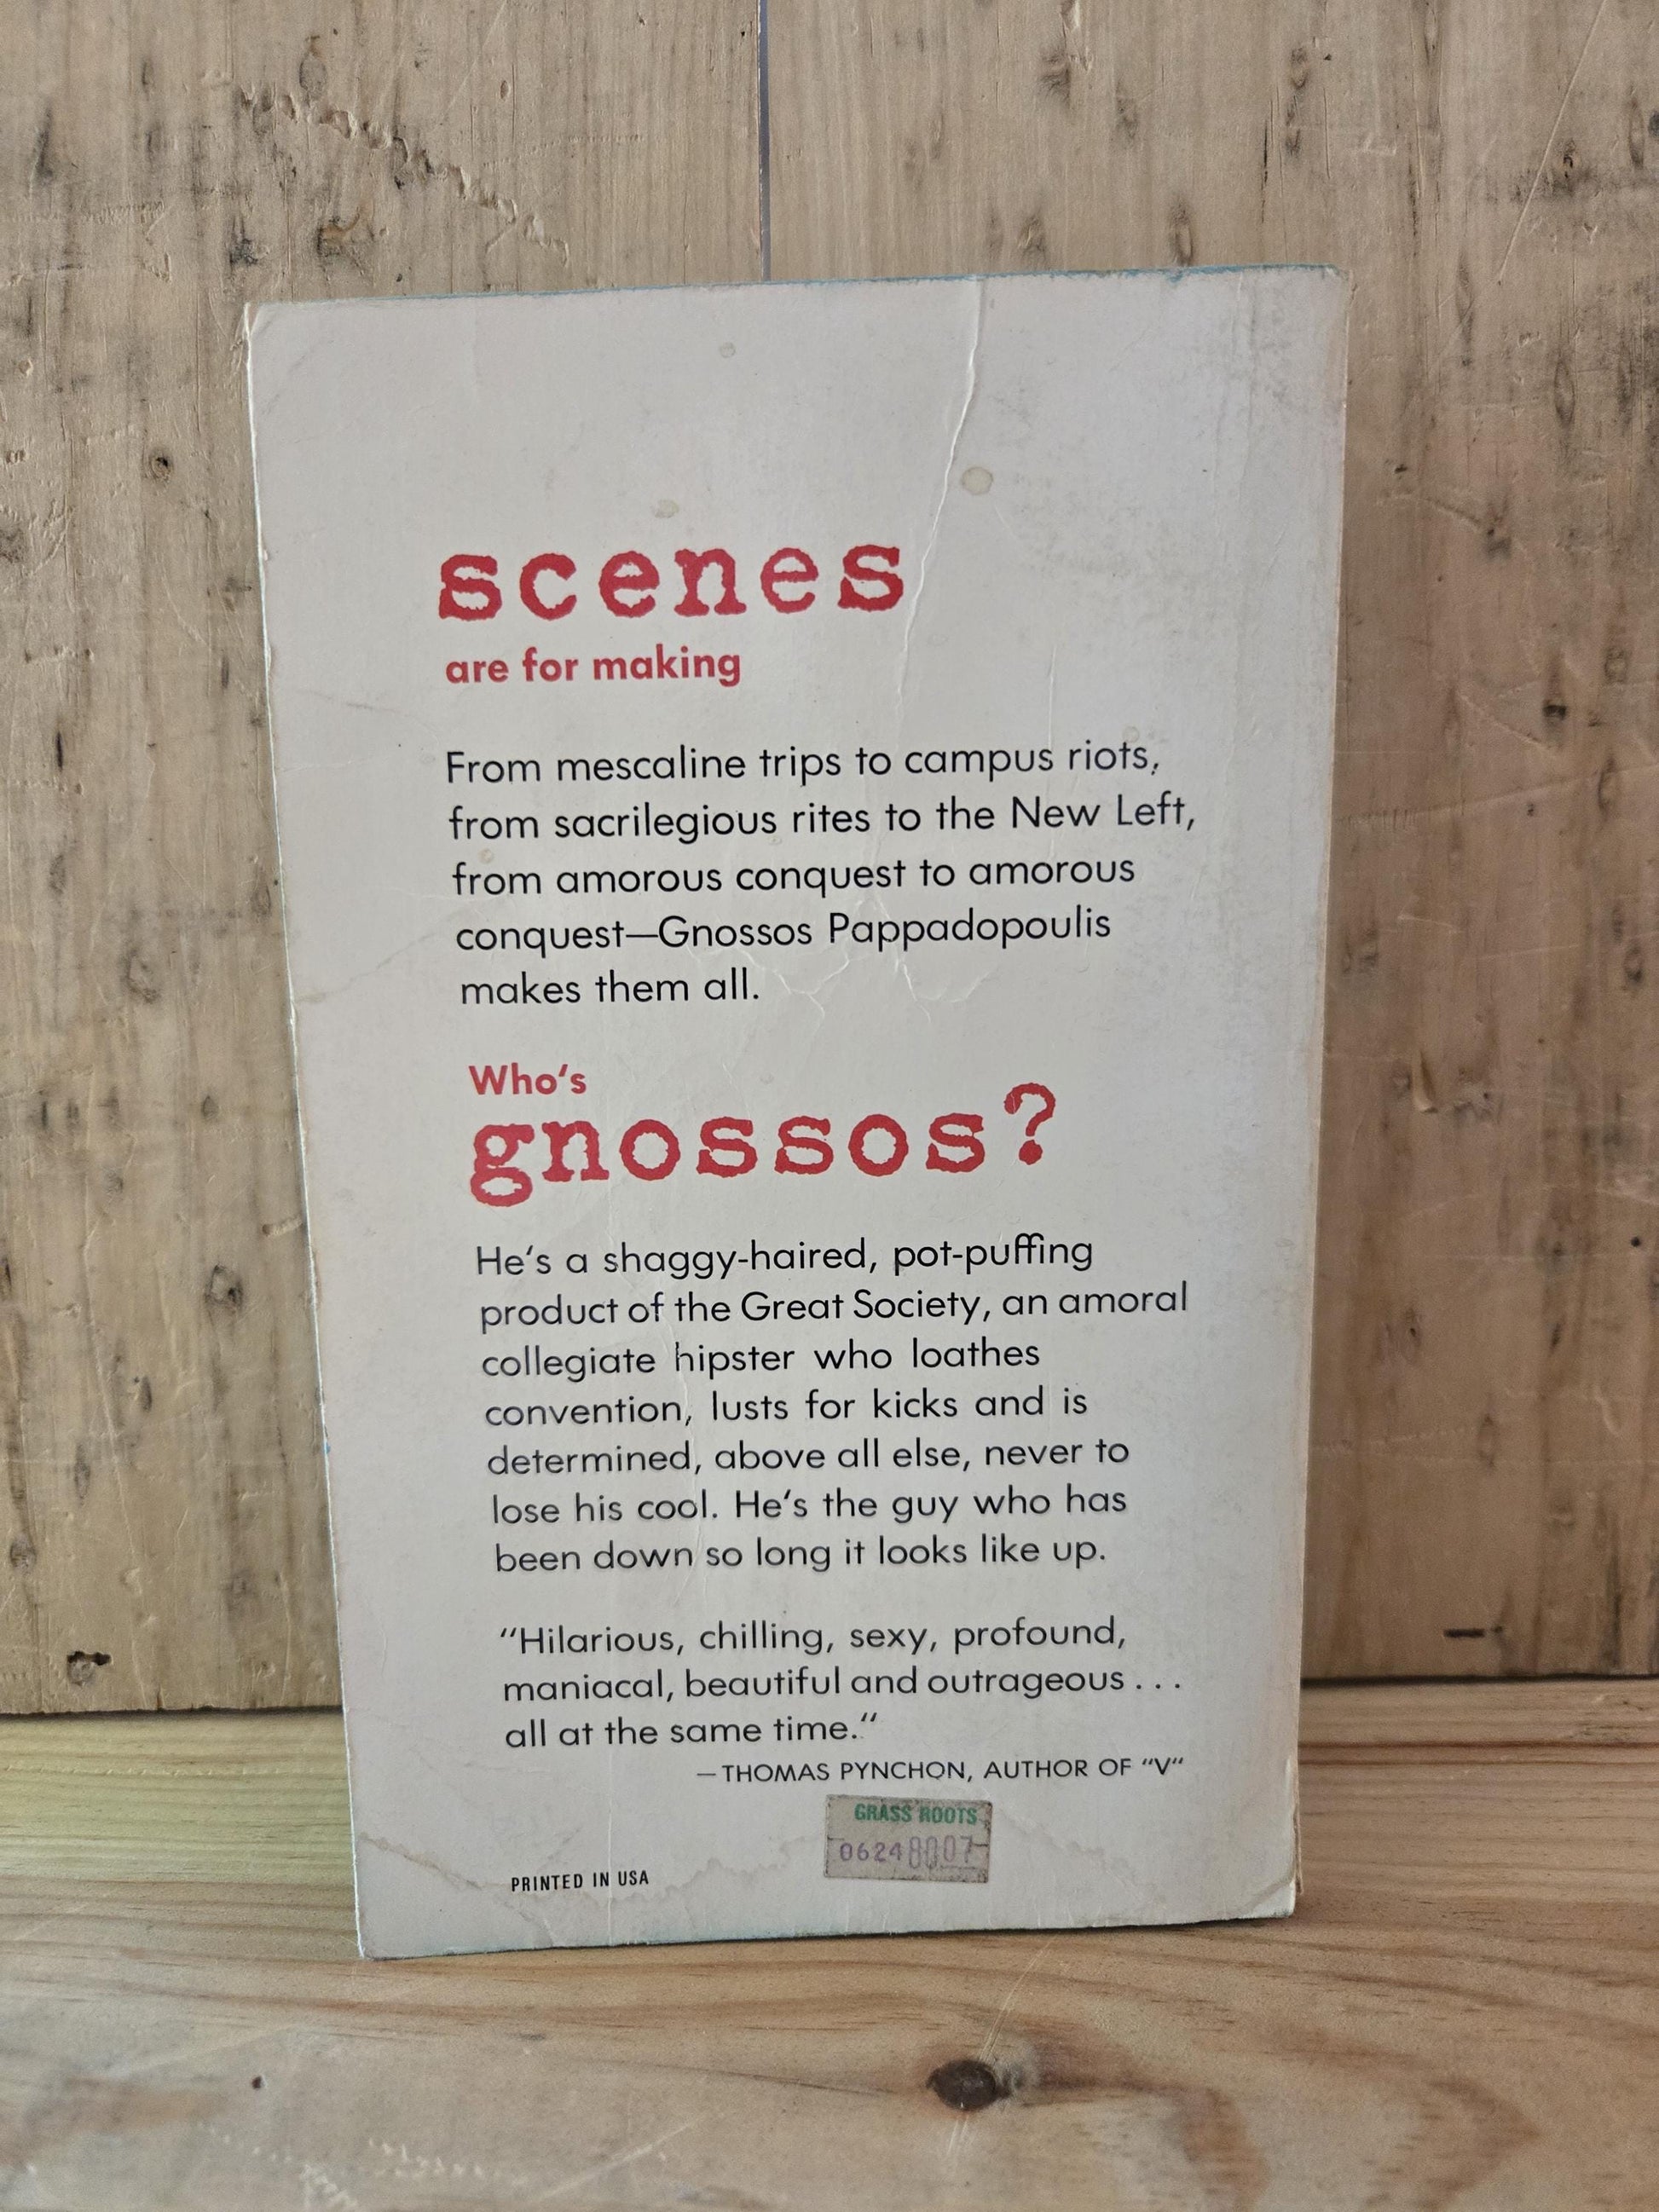 scenes
are for making
From mescaline trips to campus riots,
from sacrilegious rites to the New Left,
from amorous conquest to amorous
conquest—Gnossos Pappadopoulis
makes them all.
Who's
gnossos?
He's a shaggy-haired, pot-puffing
product of the Great Society, an amoral
collegiate hipster who loathes
convention, lusts for kicks and is
determined, above all else, never to
lose his cool. He's the guy who has
been down so long it looks like up.
"Hilarious, chilling, sexy, profound,
maniacal, beautiful and outrageous . . .
all at the same time."
—THOMAS PYNCHON, AUTHOR OF "V"
GRASS ROOTS
PRINTED IN USA